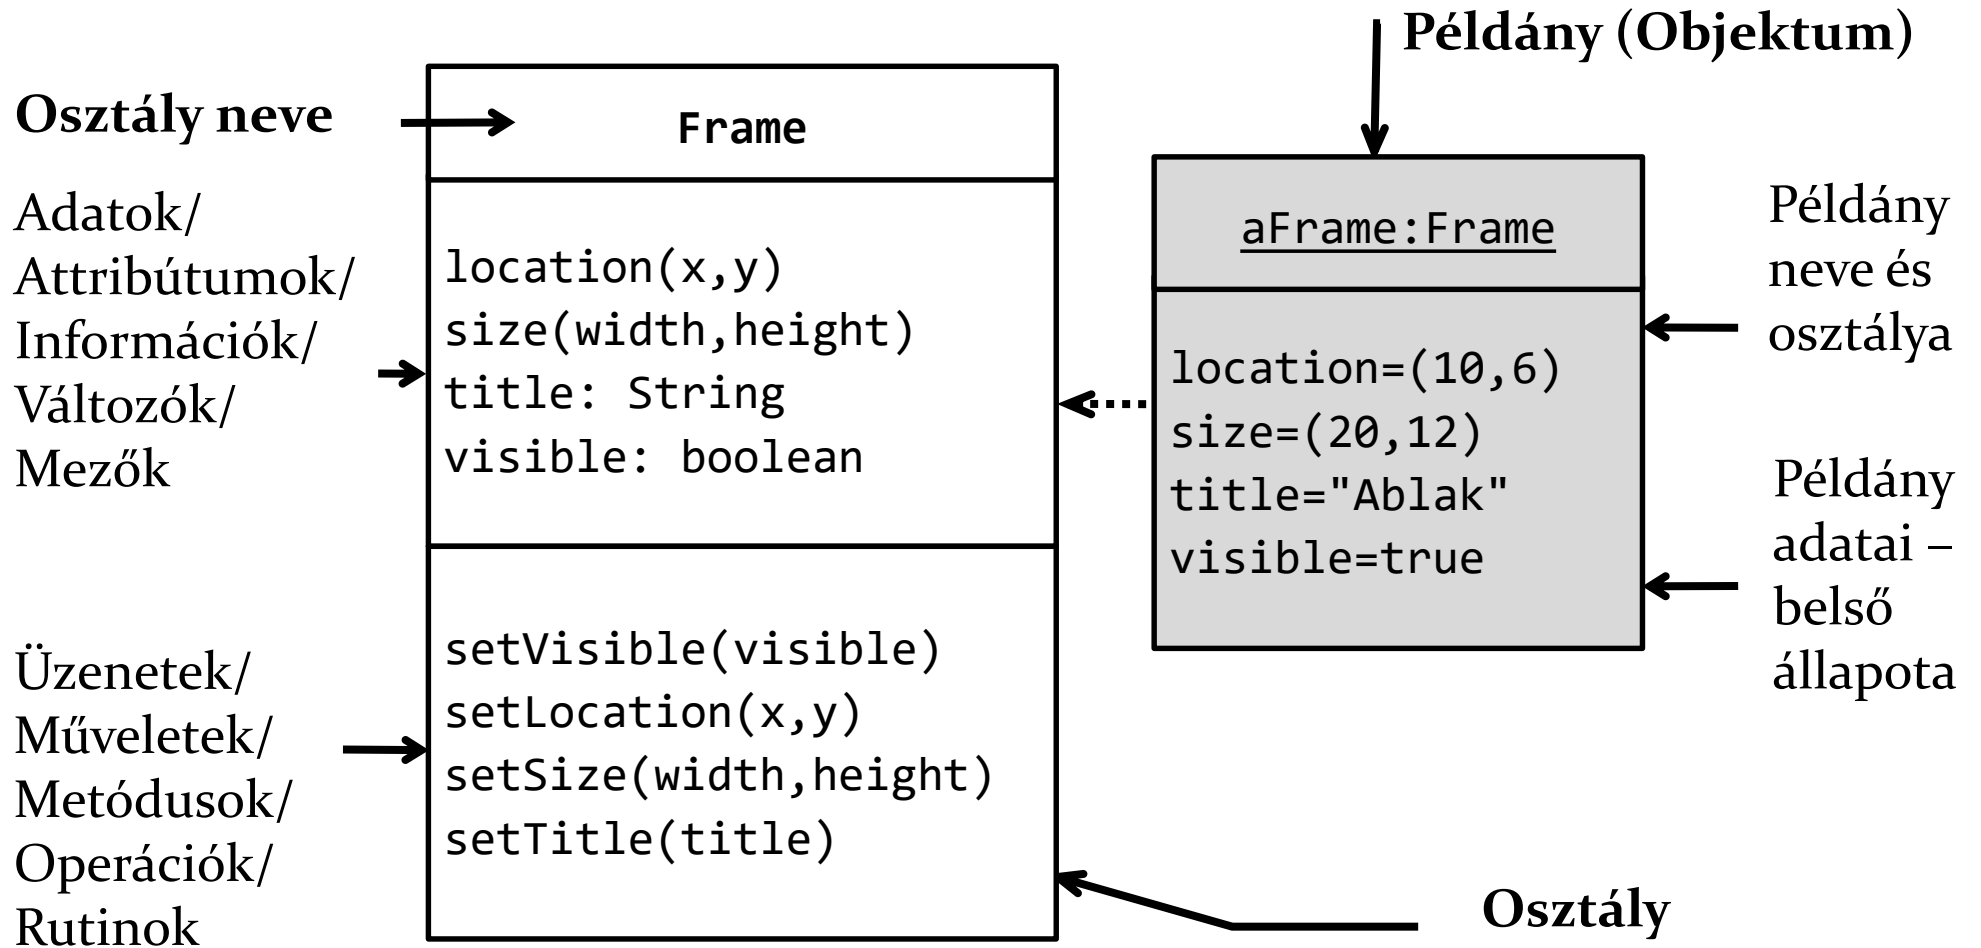 Osztály neve
Adatok/
Attribútumok/
Információk/
Változók/
Mezők
Üzenetek/
Műveletek/
Metódusok/
Operációk/
Rutinok
Frame
location(x,y)
size(width,height)
title: String
visible: boolean
setVisible(visible)
setLocation(x,y)
setSize(width,height)
setTitle(title)
Példány (Objektum)
aFrame:Frame
location=(10,6)
size=(20,12)
title="Ablak"
visible=true
Példány
neve és
osztálya
Példány
adatai –
belső
állapota
Osztály